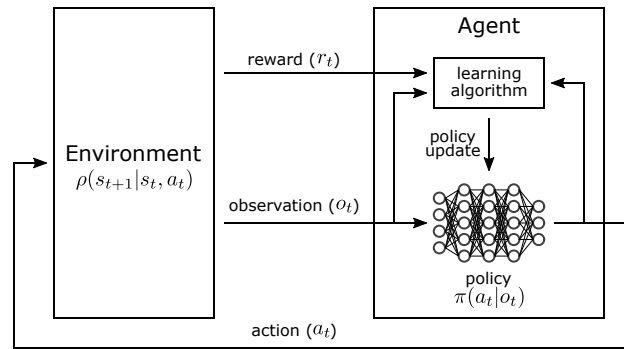 Agent
reward (r_t)
learning
algorithm
policy
update
Environment
ρ(s_{t+1}|s_t, a_t)
observation (o_t)
policy
π(a_t|o_t)
action (a_t)